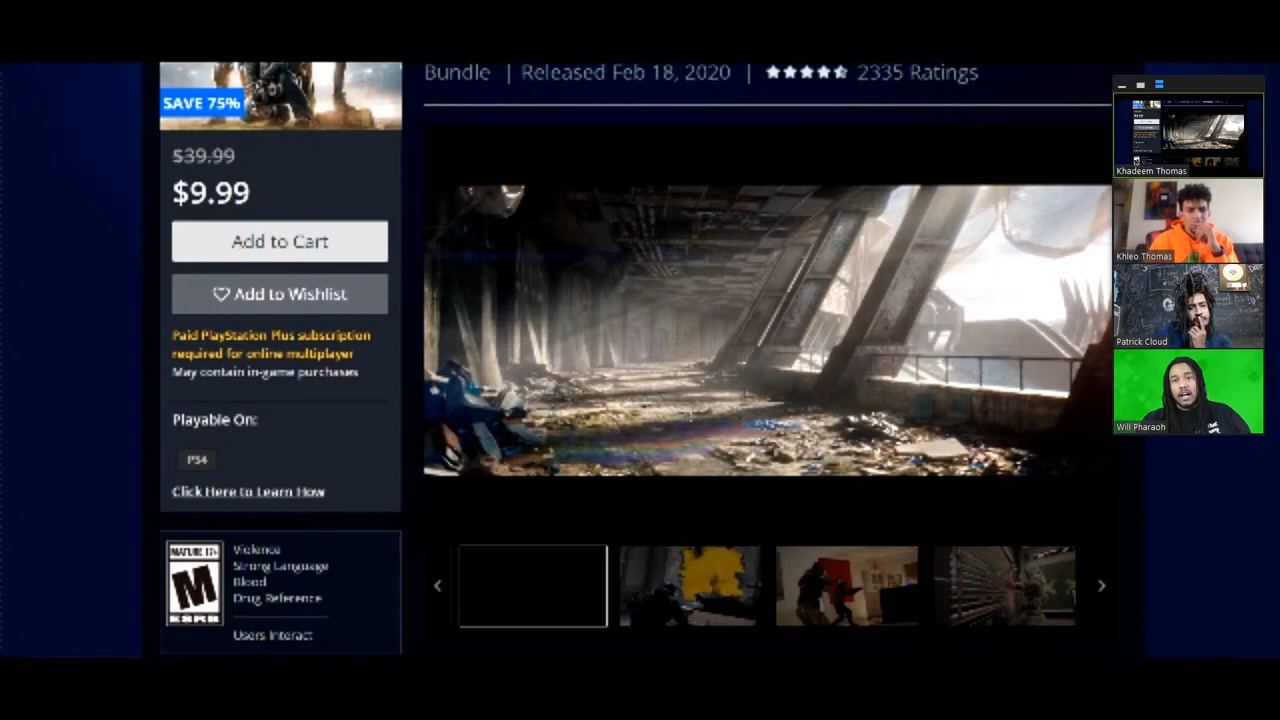 Bundle | Released Feb 18, 2020 | 2335 Ratings
SAVE 75%
$39.99
$9.99
Add to Cart
Add to Wishlist
Paid PlayStation Plus subscription
required for online multiplayer
May contain in-game purchases
Playable On:
PS4
Click Here to Learn How
MATURE 17+
M
ESRB
Violence
Strong Language
Blood
Drug Reference
Users Interact
Khadeem Thomas
Khleo Thomas
Patrick Cloud
Will Pharaoh